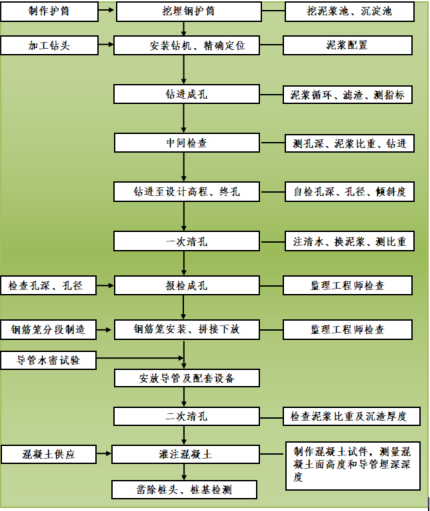 制作护筒
挖埋钢护筒
挖泥浆池、沉淀池
加工钻头
安装钻机、精确定位
泥浆配置
钻进成孔
泥浆循环、滤渣、测指标
中间检查
测孔深、泥浆比重、钻进
钻进至设计高程、终孔
自检孔深、孔径、倾斜度
一次清孔
注清水、换泥浆、测比重
检查孔深、孔径
报检成孔
监理工程师检查
钢筋笼分段制造
钢筋笼安装、拼接下放
监理工程师检查
导管水密试验
安放导管及配套设备
二次清孔
检查泥浆比重及沉渣厚度
混凝土供应
灌注混凝土
制作混凝土试件，测量混
凝土面高度和导管埋深深
度
凿除桩头、桩基检测